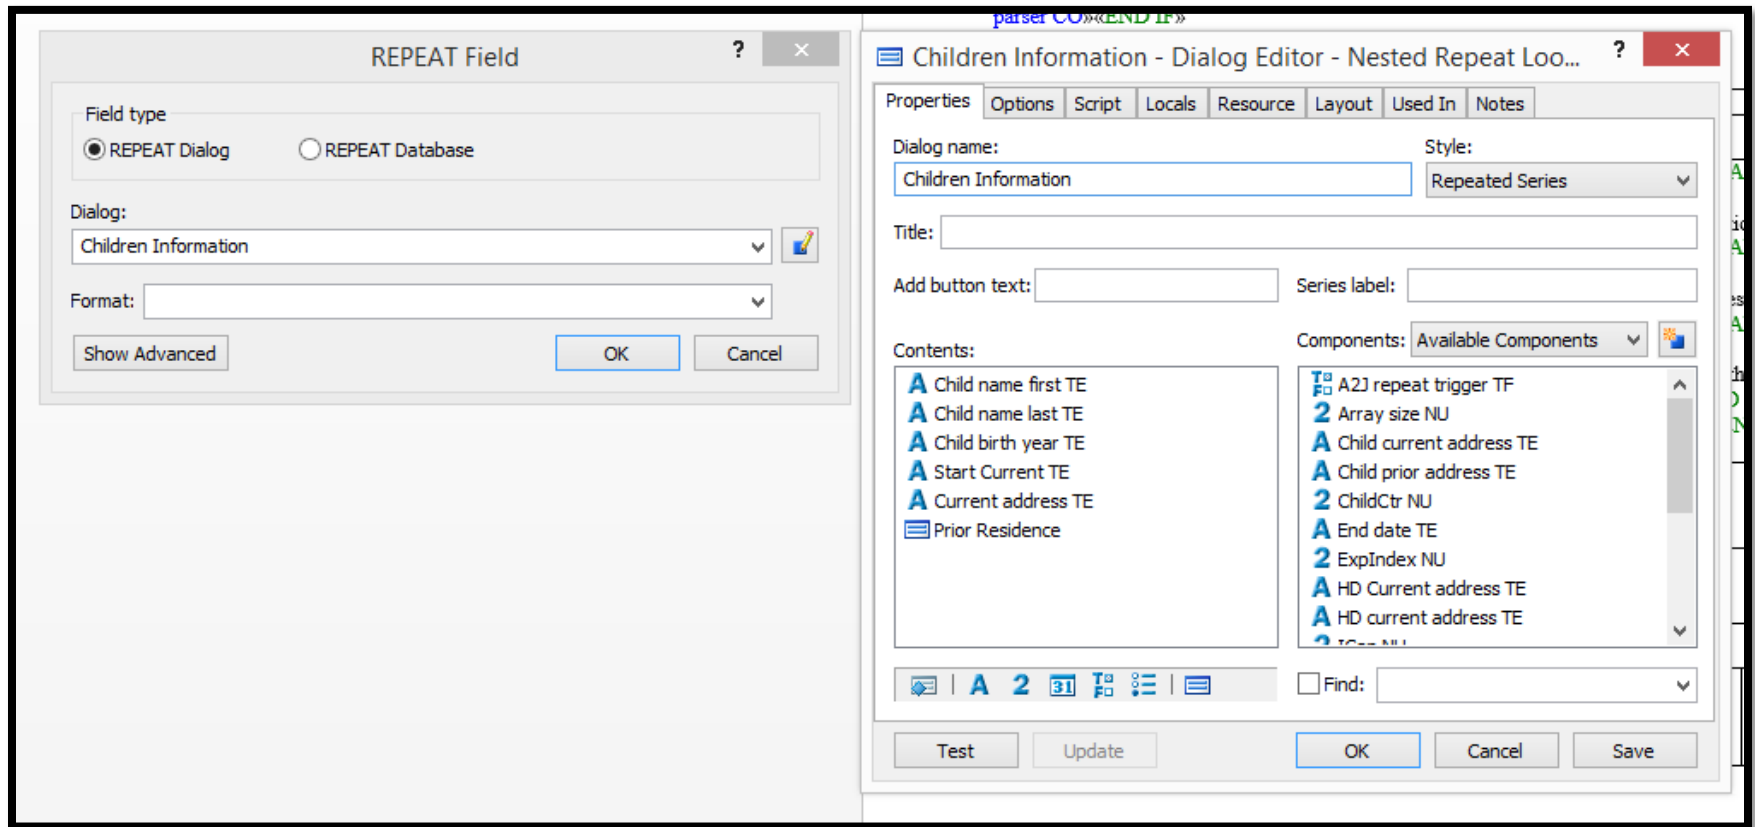 parser CO»«END IF»
REPEAT Field ? ×
Field type
REPEAT Dialog REPEAT Database
Dialog:
Children Information
Format:
Show Advanced OK Cancel
Children Information - Dialog Editor - Nested Repeat Loo... ? ×
Properties Options Script Locals Resource Layout Used In Notes
Dialog name: Style:
Children Information Repeated Series
Title:
Add button text: Series label:
Contents: Components: Available Components
A Child name first TE
A Child name last TE
A Child birth year TE
A Start Current TE
A Current address TE
Prior Residence
A2J repeat trigger TF
2 Array size NU
A Child current address TE
A Child prior address TE
2 ChildCtr NU
A End date TE
2 ExpIndex NU
A HD Current address TE
A HD current address TE
A 2 31 Find:
Test Update OK Cancel Save